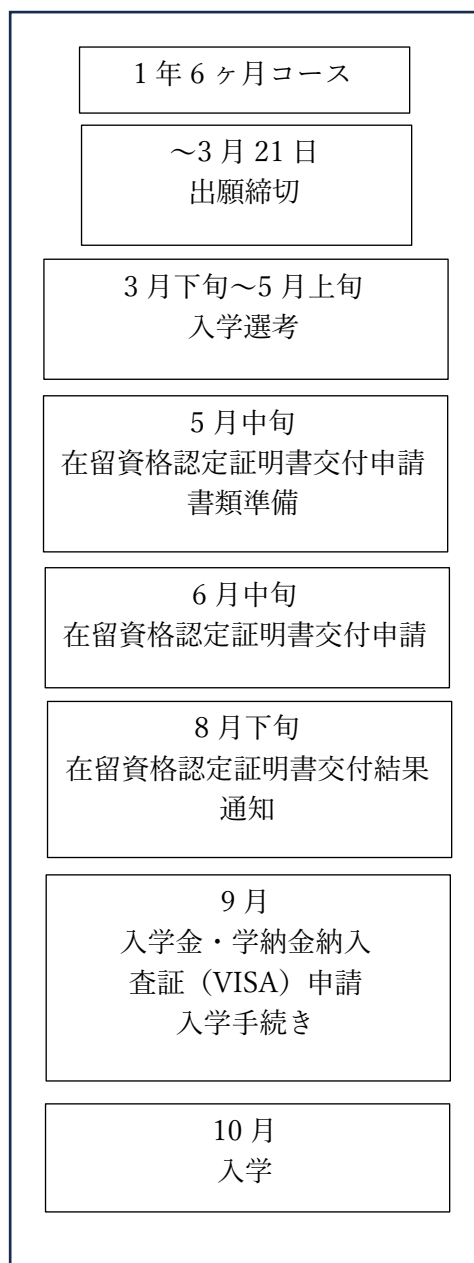 1年6ヶ月コース
～3月21日
出願締切
3月下旬～5月上旬
入学選考
5月中旬
在留資格認定証明書交付申請
書類準備
6月中旬
在留資格認定証明書交付申請
8月下旬
在留資格認定証明書交付結果
通知
9月
入学金・学納金納入
査証（VISA）申請
入学手続き
10月
入学